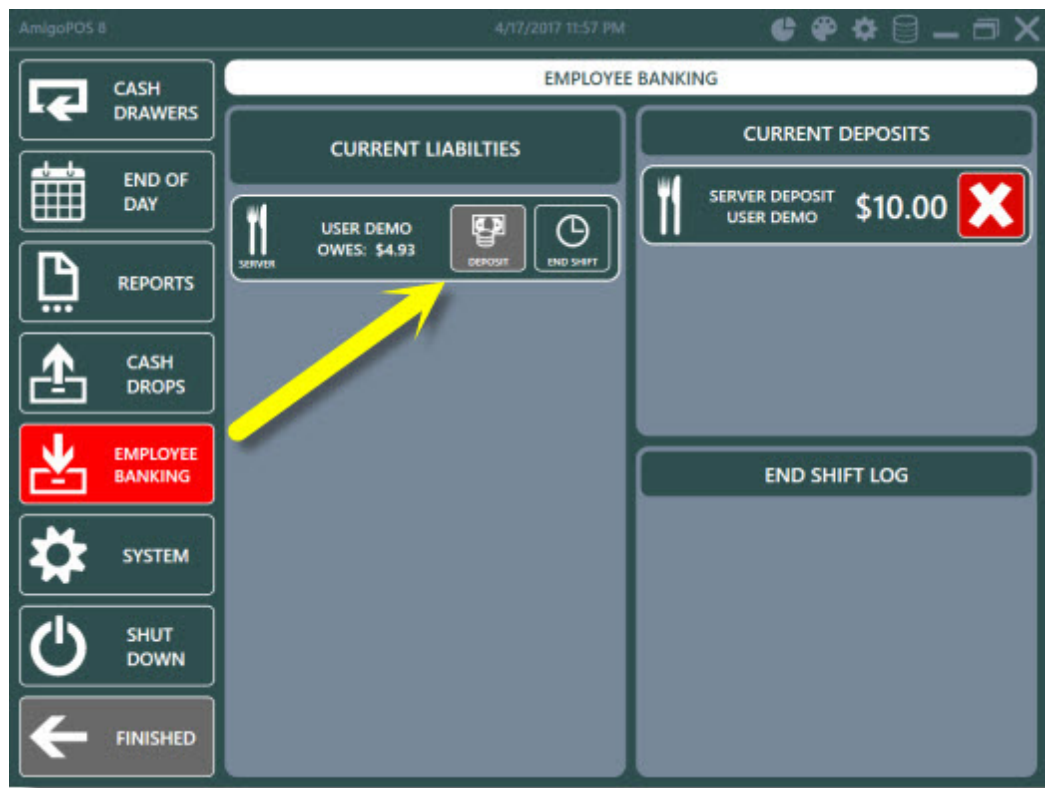 AmigoPOS 8
4/17/2017 11:57 PM
CASH
DRAWERS
END OF
DAY
REPORTS
CASH
DROPS
EMPLOYEE
BANKING
SYSTEM
SHUT
DOWN
FINISHED
EMPLOYEE BANKING
CURRENT LIABILTIES
SERVER
USER DEMO
OWES: $4.93
DEPOSIT
END SHIFT
CURRENT DEPOSITS
SERVER DEPOSIT
USER DEMO
$10.00
END SHIFT LOG